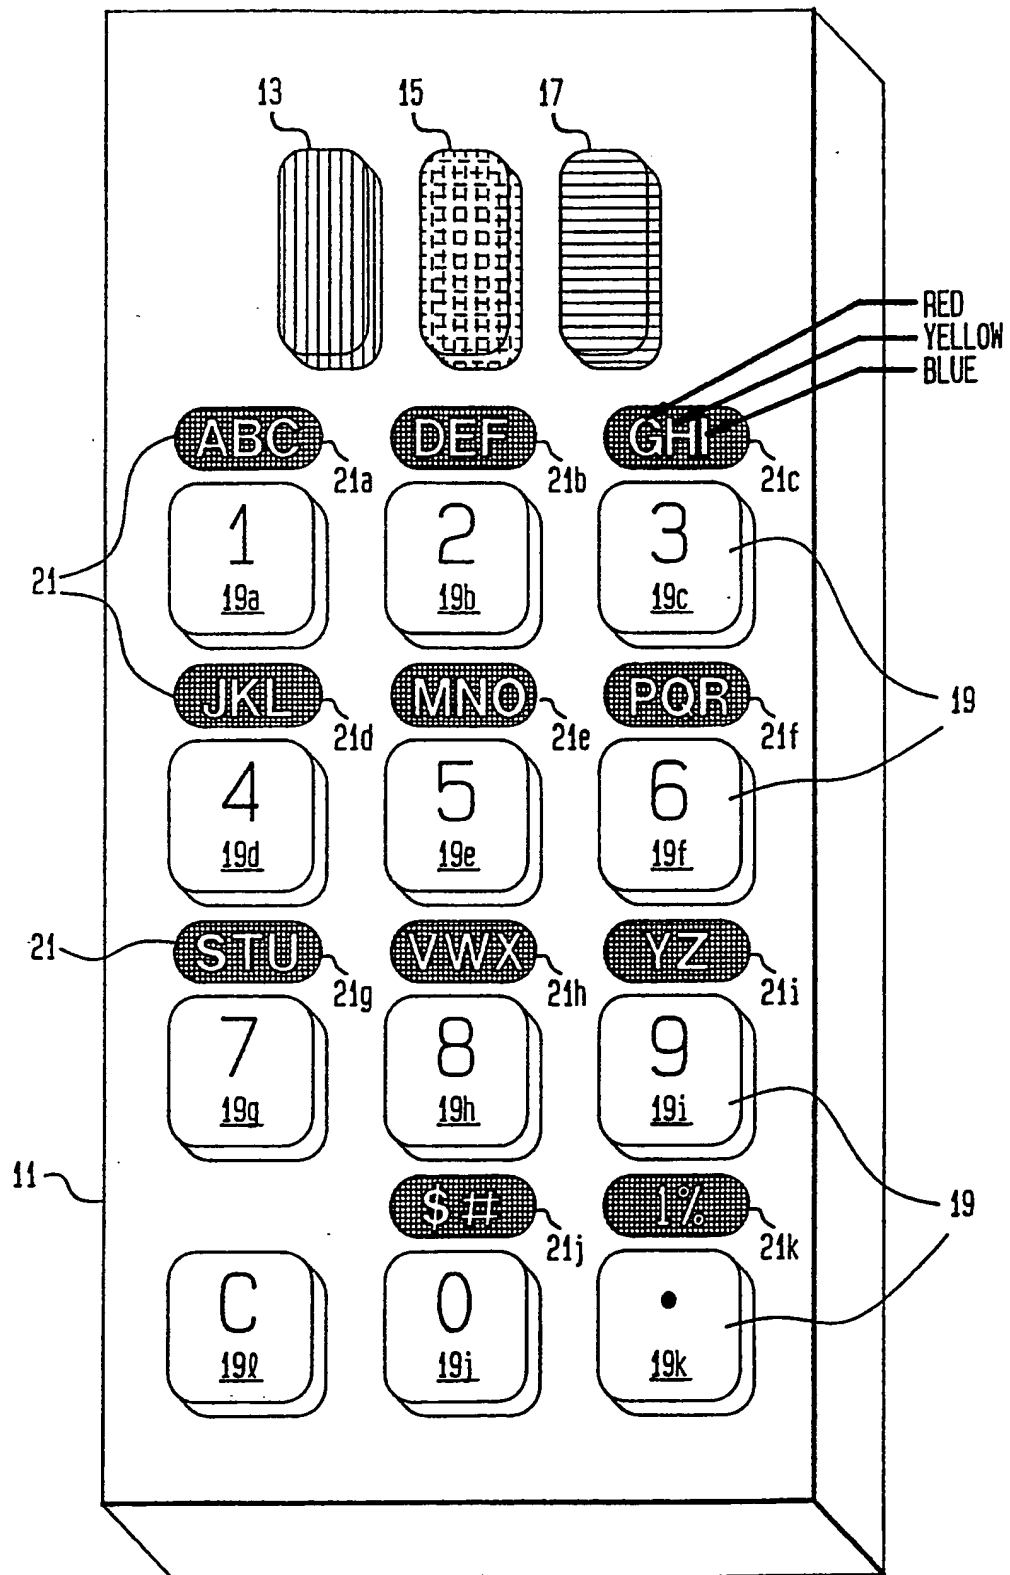 13 15 17
RED
YELLOW
BLUE
ABC DEF GHI
21a 21b 21c
1 2 3
21
19a 19b 19c
JKL MNO PQR
19
21d 21e 21f
4 5 6
19d 19e 19f
STU VWX YZ
21
21g 21h 21i
7 8 9
19g 19h 19i
11
$ # 1%
19
21j 21k
C 0 •
19l 19j 19k